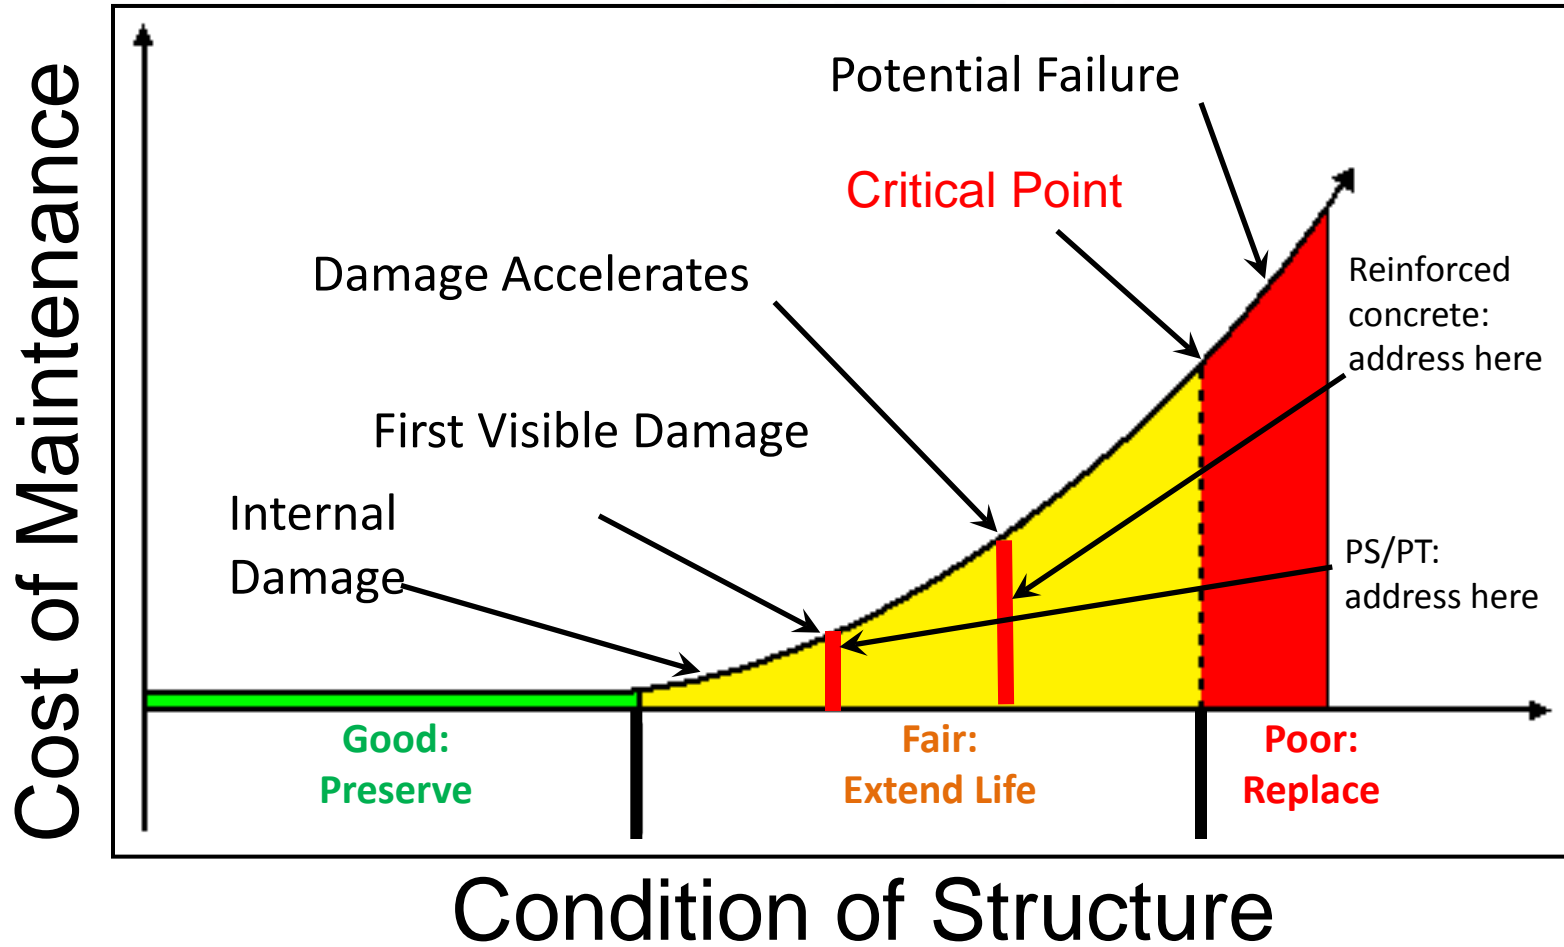 Cost of Maintenance
Potential Failure
Critical Point
Damage Accelerates
Reinforced
concrete:
address here
First Visible Damage
Internal
Damage
PS/PT:
address here
Good:
Preserve
Fair:
Extend Life
Poor:
Replace
Condition of Structure